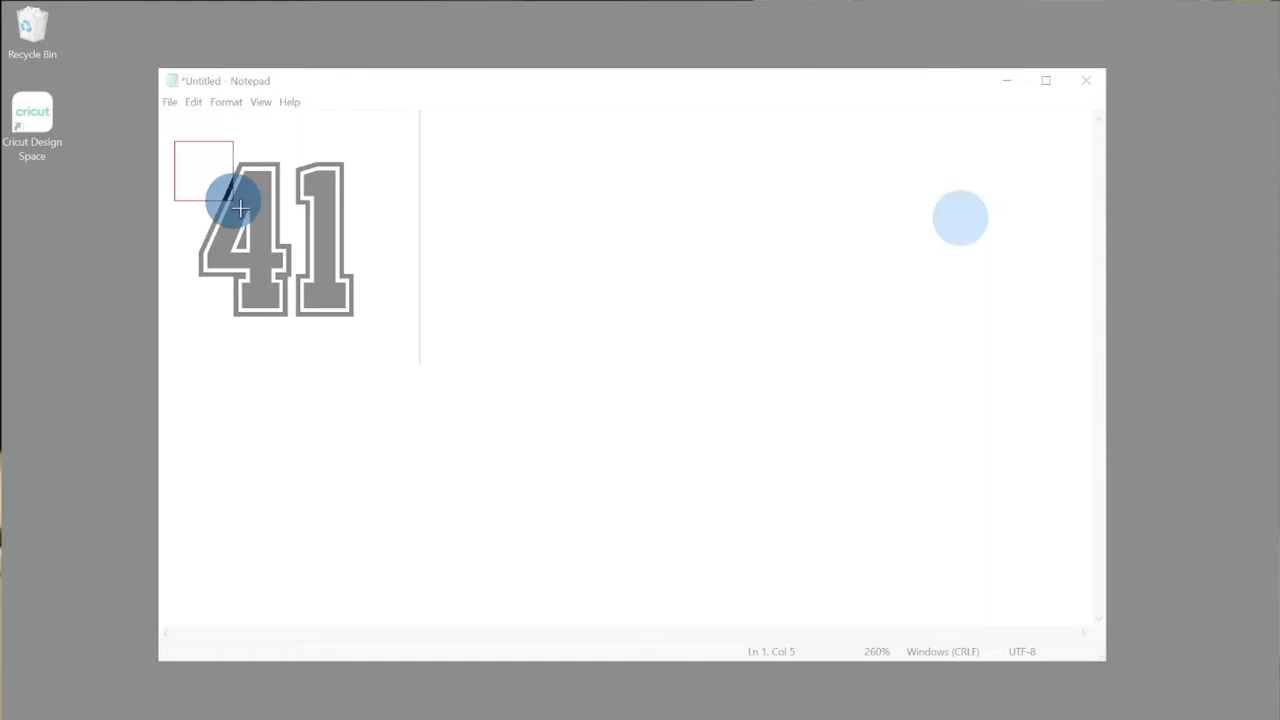 Recycle Bin
*Untitled - Notepad
File Edit Format View Help
cricut
Cricut Design
Space
41
Ln 1, Col 5 260% Windows (CRLF) UTF-8